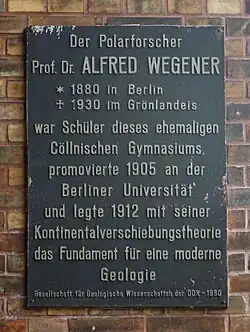 Der Polarforscher
Prof. Dr. ALFRED WEGENER
* 1880 in Berlin
✝ 1930 im Grönlandeis
war Schüler dieses ehemaligen
Cöllnischen Gymnasiums,
promovierte 1905 an der
Berliner Universität
und legte 1912 mit seiner
Kontinentalverschiebungstheorie
das Fundament für eine moderne
Geologie
Gesellschaft für Geologische Wissenschaften der DDR - 1980